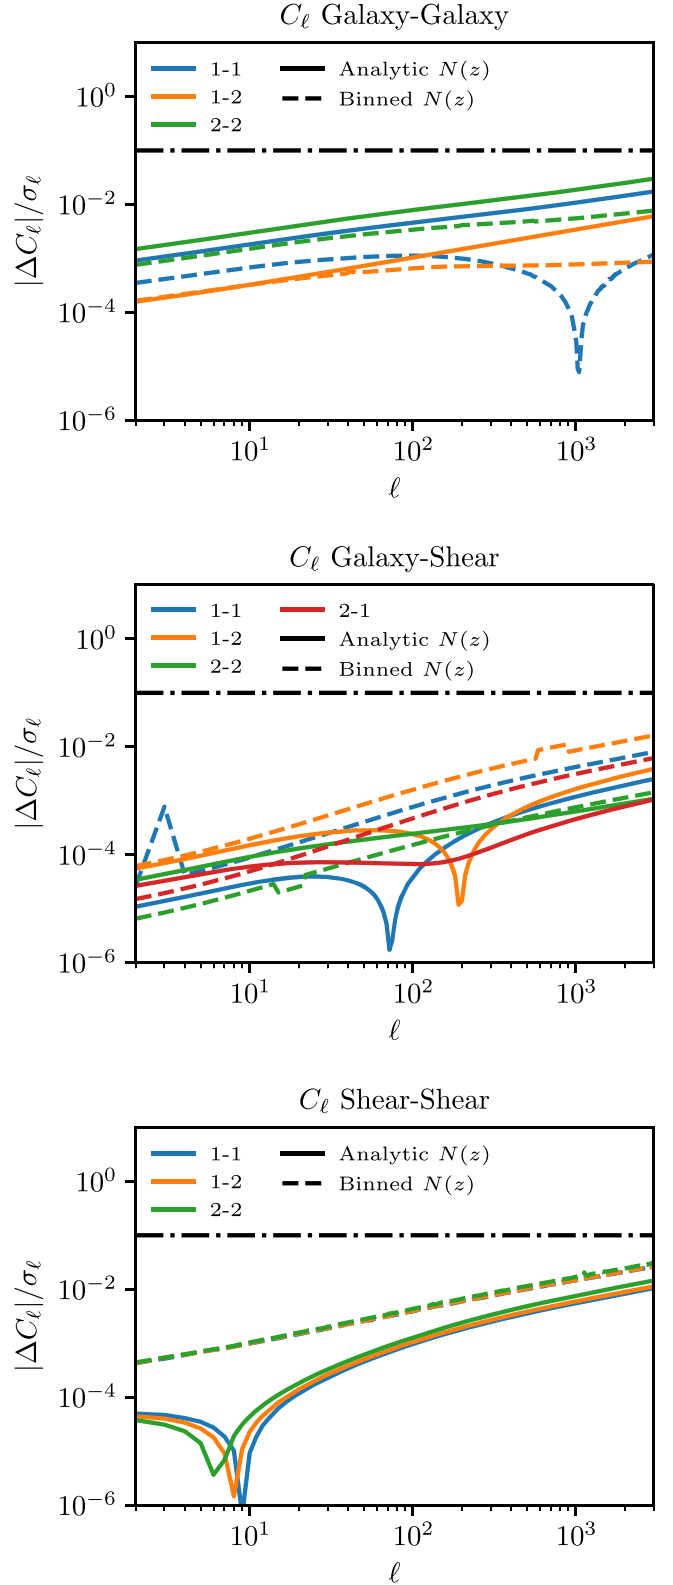 C_ℓ Galaxy-Galaxy
1-1
1-2
2-2
Analytic N(z)
Binned N(z)
|ΔC_ℓ|/σ_ℓ
10^0
10^−2
10^−4
10^−6
10^1 10^2 10^3
ℓ
C_ℓ Galaxy-Shear
1-1
1-2
2-2
2-1
Analytic N(z)
Binned N(z)
|ΔC_ℓ|/σ_ℓ
10^0
10^−2
10^−4
10^−6
10^1 10^2 10^3
ℓ
C_ℓ Shear-Shear
1-1
1-2
2-2
Analytic N(z)
Binned N(z)
|ΔC_ℓ|/σ_ℓ
10^0
10^−2
10^−4
10^−6
10^1 10^2 10^3
ℓ